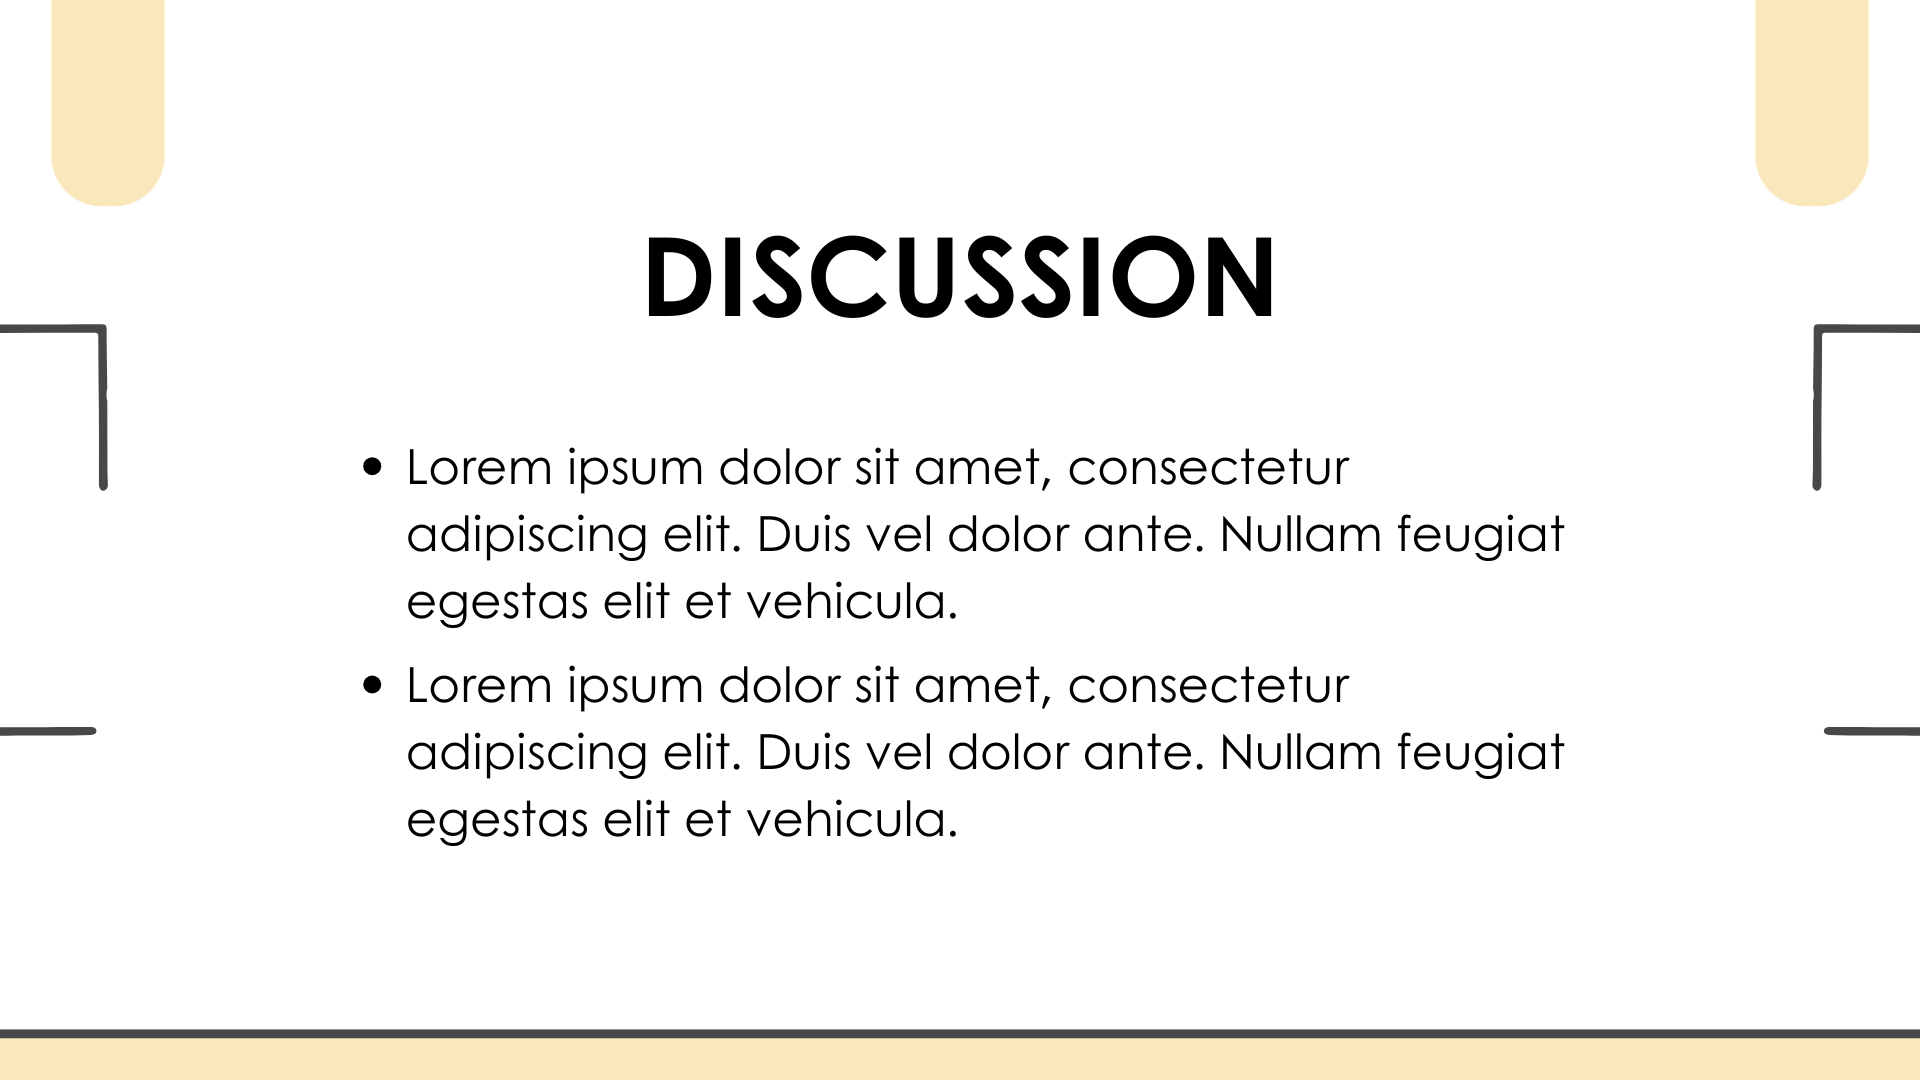 DISCUSSION
• Lorem ipsum dolor sit amet, consectetur
adipiscing elit. Duis vel dolor ante. Nullam feugiat
egestas elit et vehicula.
• Lorem ipsum dolor sit amet, consectetur
adipiscing elit. Duis vel dolor ante. Nullam feugiat
egestas elit et vehicula.